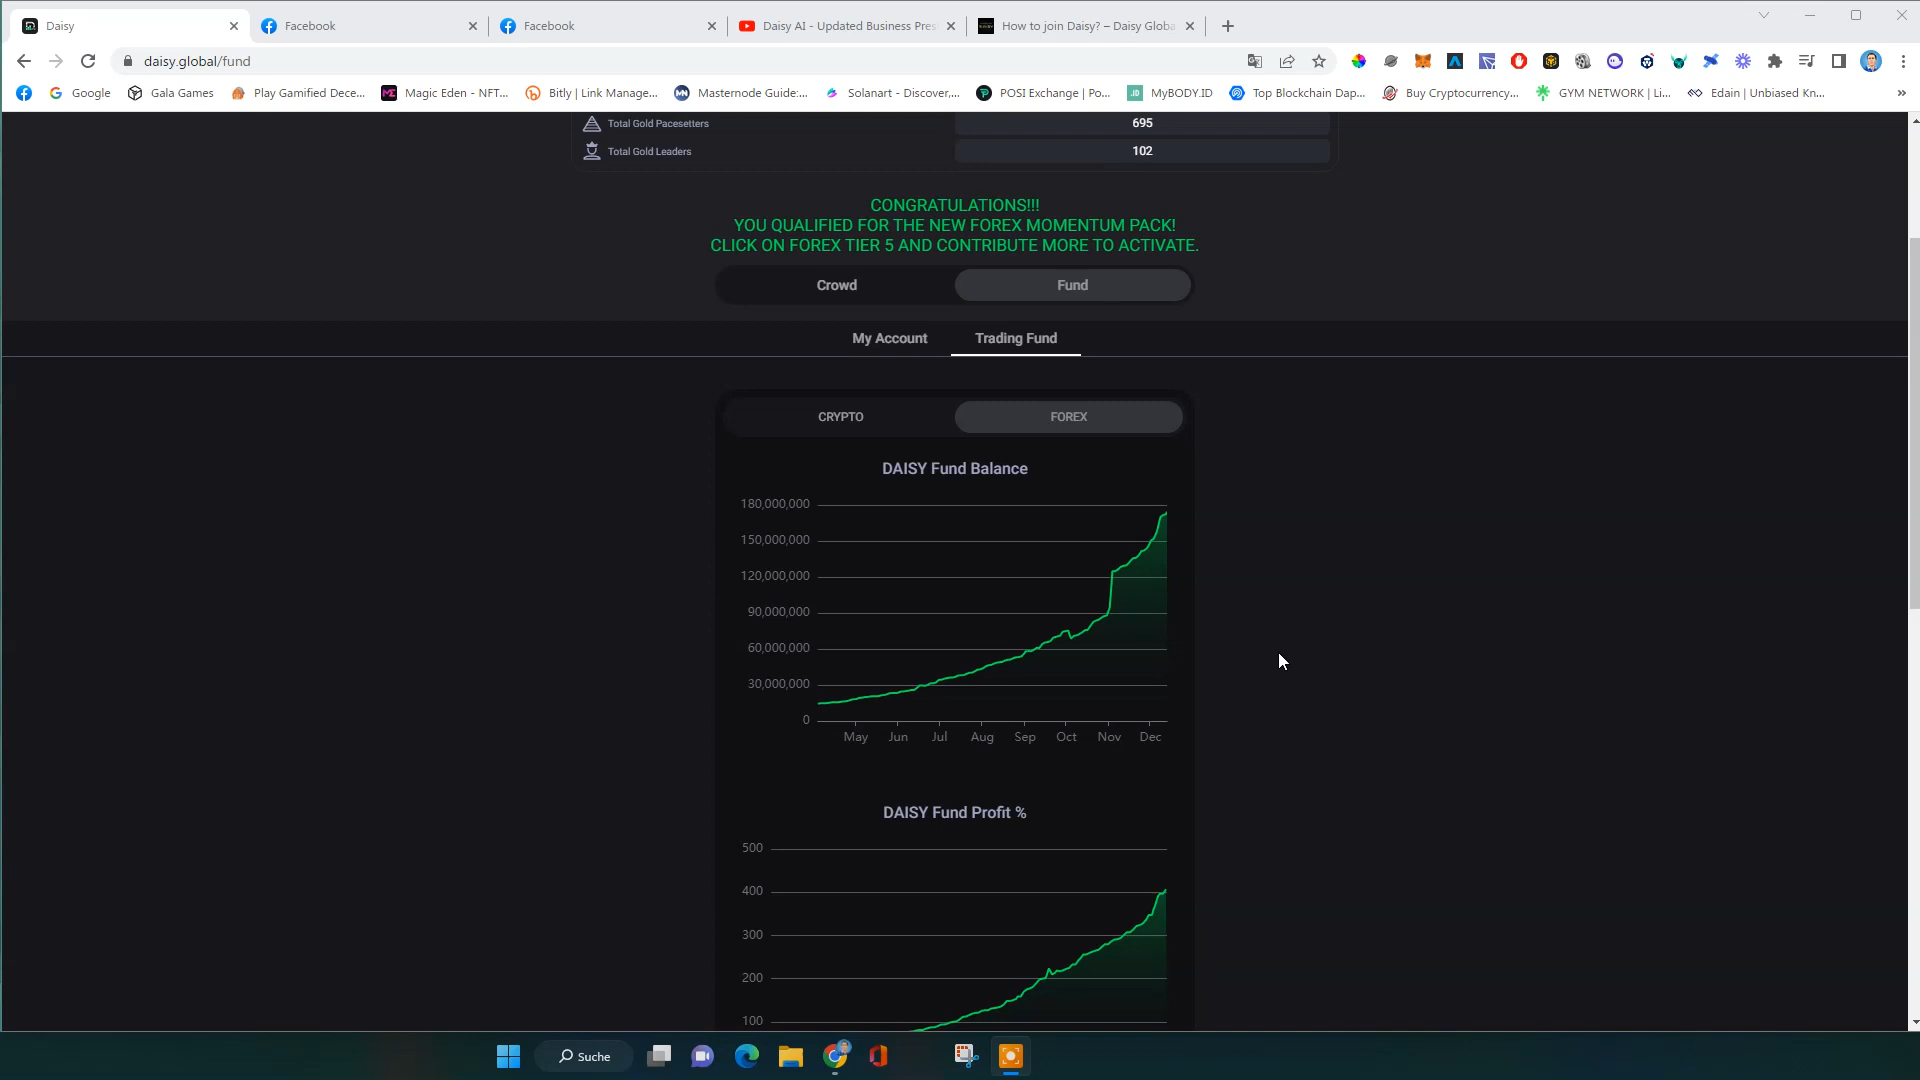 Daisy
Facebook
Facebook
Daisy AI - Updated Business Pres
How to join Daisy? – Daisy Globa
daisy.global/fund
Google
Gala Games
Play Gamified Dece...
Magic Eden - NFT...
Bitly | Link Manage...
Masternode Guide:...
Solanart - Discover,...
POSI Exchange | Po...
MyBODY.ID
Top Blockchain Dap...
Buy Cryptocurrency...
GYM NETWORK | Li...
Edain | Unbiased Kn...
Total Gold Pacesetters 695
Total Gold Leaders 102
CONGRATULATIONS!!!
YOU QUALIFIED FOR THE NEW FOREX MOMENTUM PACK!
CLICK ON FOREX TIER 5 AND CONTRIBUTE MORE TO ACTIVATE.
Crowd Fund
My Account Trading Fund
CRYPTO FOREX
DAISY Fund Balance
180,000,000
150,000,000
120,000,000
90,000,000
60,000,000
30,000,000
0
May Jun Jul Aug Sep Oct Nov Dec
DAISY Fund Profit %
500
400
300
200
100
Suche